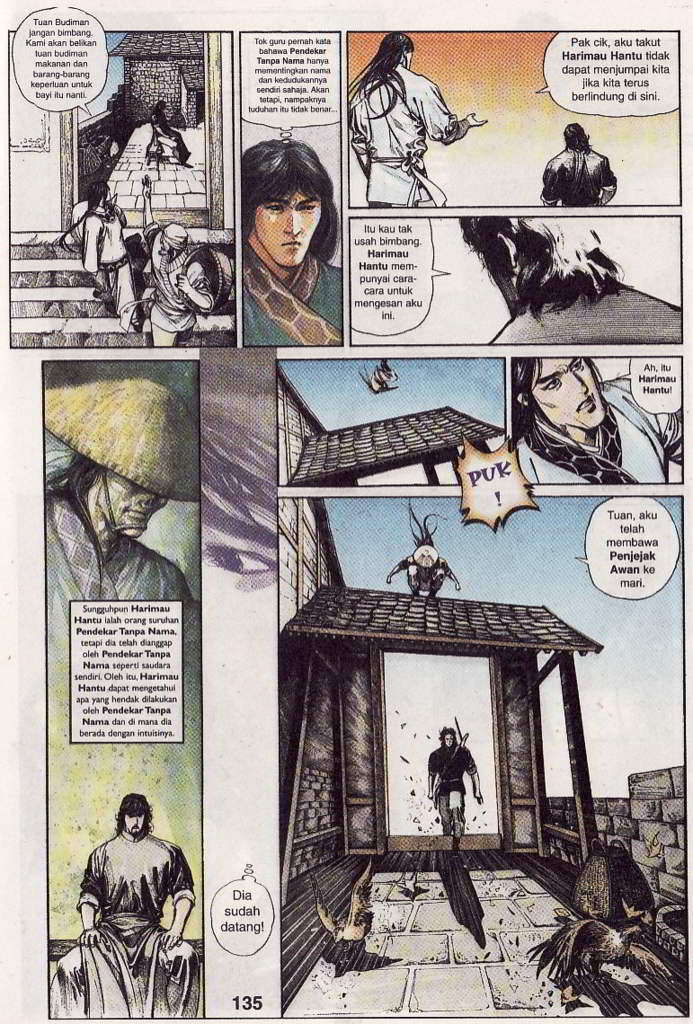 Tuan Budiman
jangan bimbang.
Kami akan belikan
tuan budiman
makanan dan
barang-barang
keperluan untuk
bayi itu nanti.
Tok guru pernah kata
bahawa Pendekar
Tanpa Nama hanya
mementingkan nama
dan kedudukannya
sendiri sahaja. Akan
tetapi, nampaknya
tuduhan itu tidak benar...
Pak cik, aku takut
Harimau Hantu tidak
dapat menjumpai kita
jika kita terus
berlindung di sini.
Itu kau tak
usah bimbang.
Harimau
Hantu mem-
punyai cara-
cara untuk
mengesan aku
ini.
Sungguhpun Harimau
Hantu ialah orang suruhan
Pendekar Tanpa Nama,
tetapi dia telah dianggap
oleh Pendekar Tanpa
Nama seperti saudara
sendiri. Oleh itu, Harimau
Hantu dapat mengetahui
apa yang hendak dilakukan
oleh Pendekar Tanpa
Nama dan di mana dia
berada dengan intuisinya.
Dia
sudah
datang!
Ah, itu
Harimau
Hantu!
PUK
!
Tuan, aku
telah
membawa
Penjejak
Awan ke
mari.
135